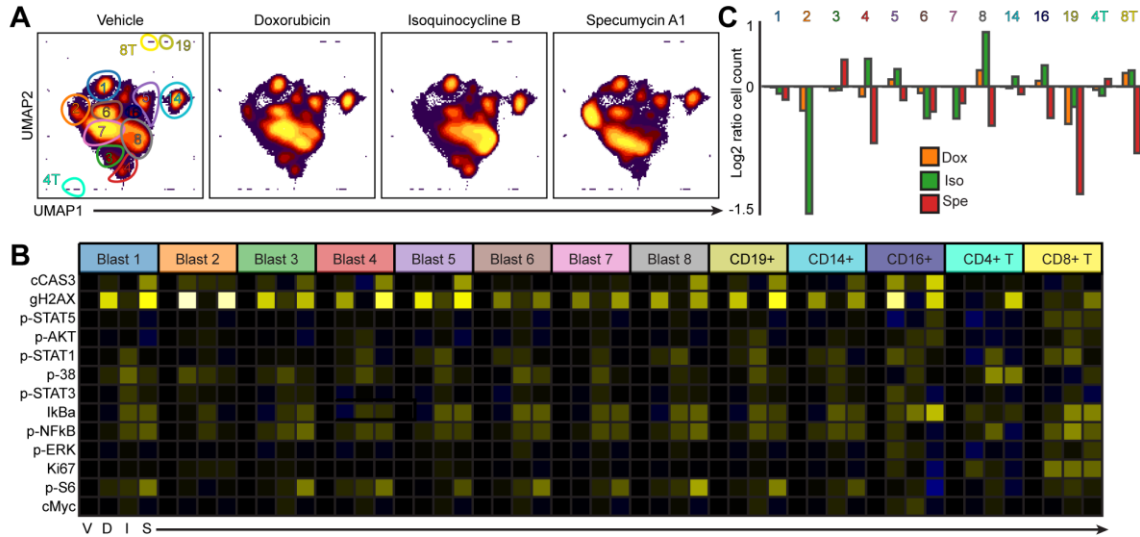 A
Vehicle
Doxorubicin
Isoquinocycline B
Specumycin A1
8T
19
1
14
6
7
8
4T
UMAP2
UMAP1
C
1 2 3 4 5 6 7 8 14 16 19 4T 8T
Log2 ratio cell count
0
0
-1.5
Dox
Iso
Spe
B
Blast 1 Blast 2 Blast 3 Blast 4 Blast 5 Blast 6 Blast 7 Blast 8 CD19+ CD14+ CD16+ CD4+ T CD8+ T
cCAS3
gH2AX
p-STAT5
p-AKT
p-STAT1
p-38
p-STAT3
IkBa
p-NFkB
p-ERK
Ki67
p-S6
cMyc
V D I S